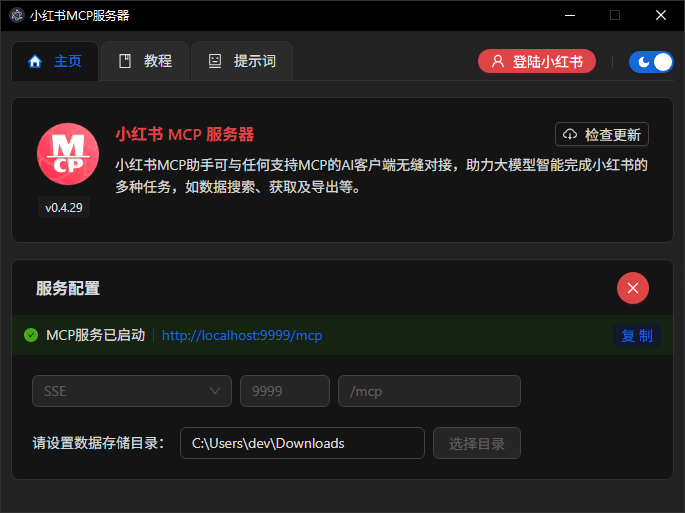 小红书MCP服务器
主页
教程
提示词
登陆小红书
M
CP
小红书 MCP 服务器
检查更新
小红书MCP助手可与任何支持MCP的AI客户端无缝对接，助力大模型智能完成小红书的
多种任务，如数据搜索、获取及导出等。
v0.4.29
服务配置
MCP服务已启动
http://localhost:9999/mcp
复 制
SSE
9999
/mcp
请设置数据存储目录：
C:\Users\dev\Downloads
选择目录